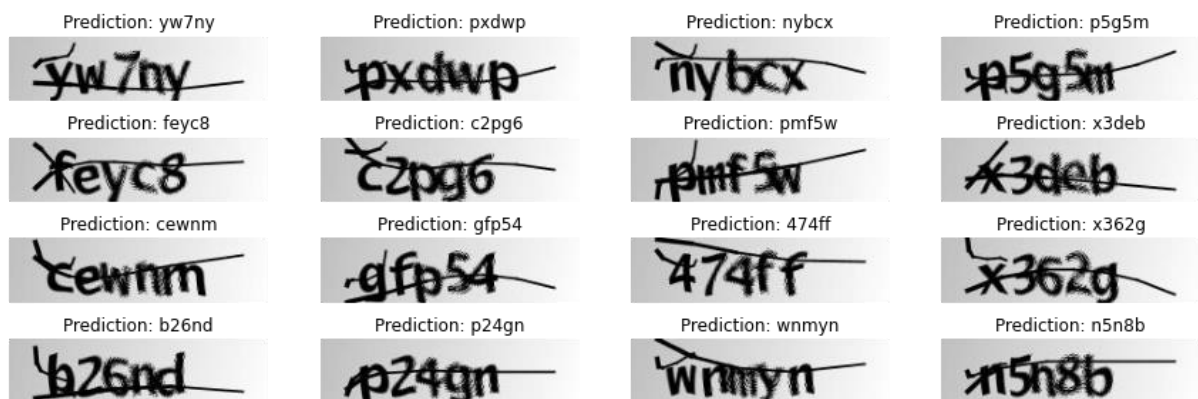 Prediction: yw7ny Prediction: pxdwp Prediction: nybcx Prediction: p5g5m
yw7ny pxdwp nybcx p5g5m
Prediction: feyc8 Prediction: c2pg6 Prediction: pmf5w Prediction: x3deb
feyc8 c2pg6 pmf5w x3deb
Prediction: cewnm Prediction: gfp54 Prediction: 474ff Prediction: x362g
cewnm gfp54 474ff x362g
Prediction: b26nd Prediction: p24gn Prediction: wnmyn Prediction: n5n8b
b26nd p24gn wnmyn n5n8b